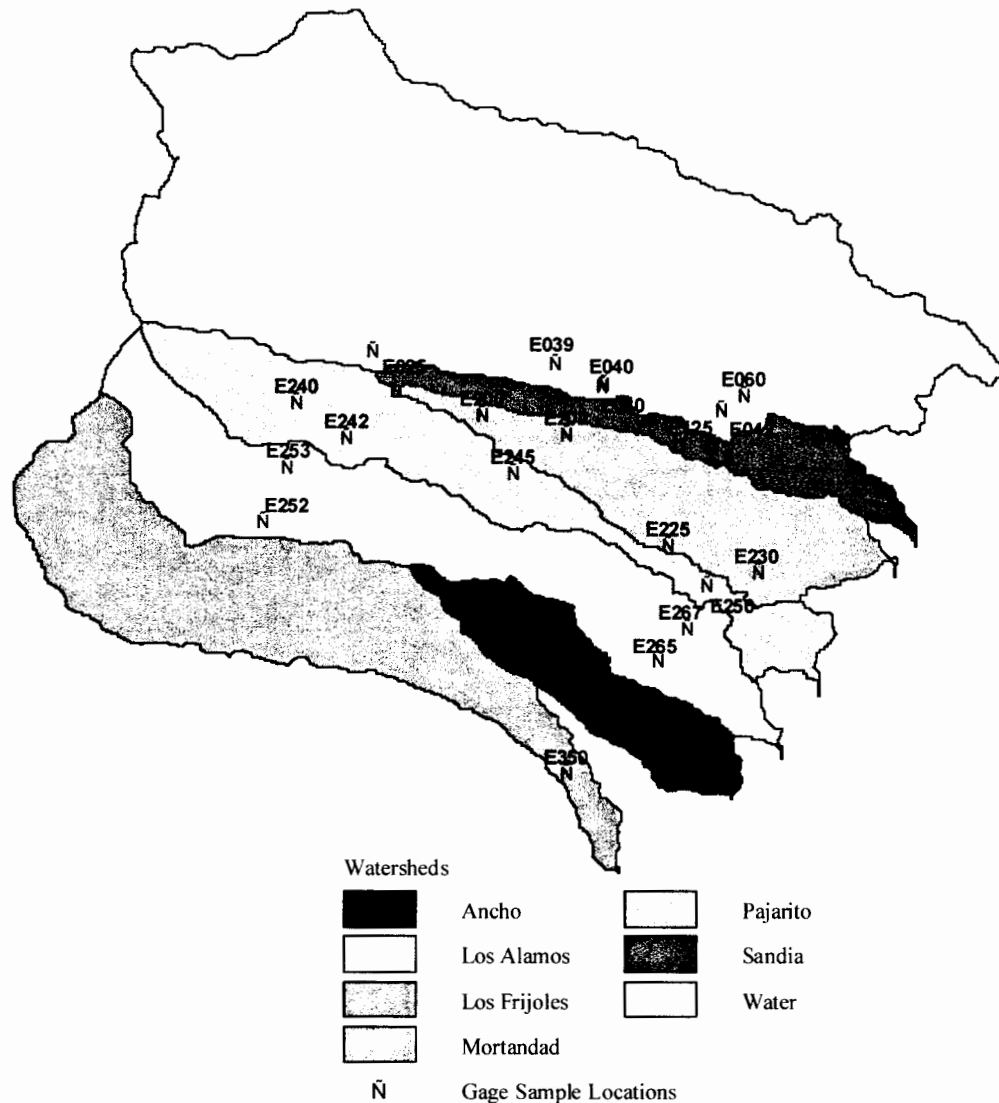 E039
Ñ
Ñ
E040
E240
E060
Ñ
Ñ
Ñ
E242
Ñ
Ñ
Ñ
E253
E245
Ñ
Ñ
E252
Ñ
E225
Ñ
E230
Ñ
Ñ
E267
Ñ
E265
Ñ
E350
Ñ
Watersheds
Ancho
Pajarito
Los Alamos
Sandia
Los Frijoles
Water
Mortandad
Ñ Gage Sample Locations